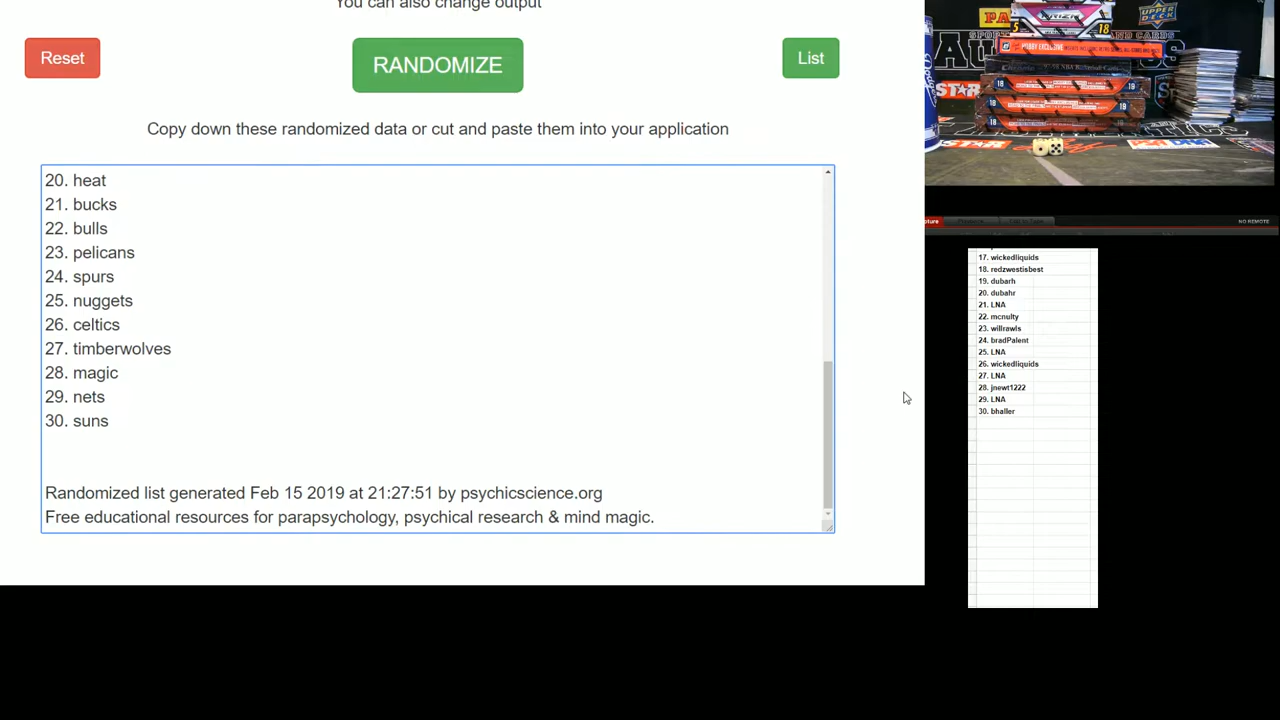 You can also change output
Reset
RANDOMIZE
List
Copy down these randomized data or cut and paste them into your application
20. heat
21. bucks
22. bulls
23. pelicans
24. spurs
25. nuggets
26. celtics
27. timberwolves
28. magic
29. nets
30. suns
Randomized list generated Feb 15 2019 at 21:27:51 by psychicscience.org
Free educational resources for parapsychology, psychical research & mind magic.
UPPER DECK
18
NO REMOTE
17. wickedliquids
18. redzwestisbest
19. dubarh
20. dubahr
21. LNA
22. mcnulty
23. willrawls
24. bradPalent
25. LNA
26. wickedliquids
27. LNA
28. jnewt1222
29. LNA
30. bhaller